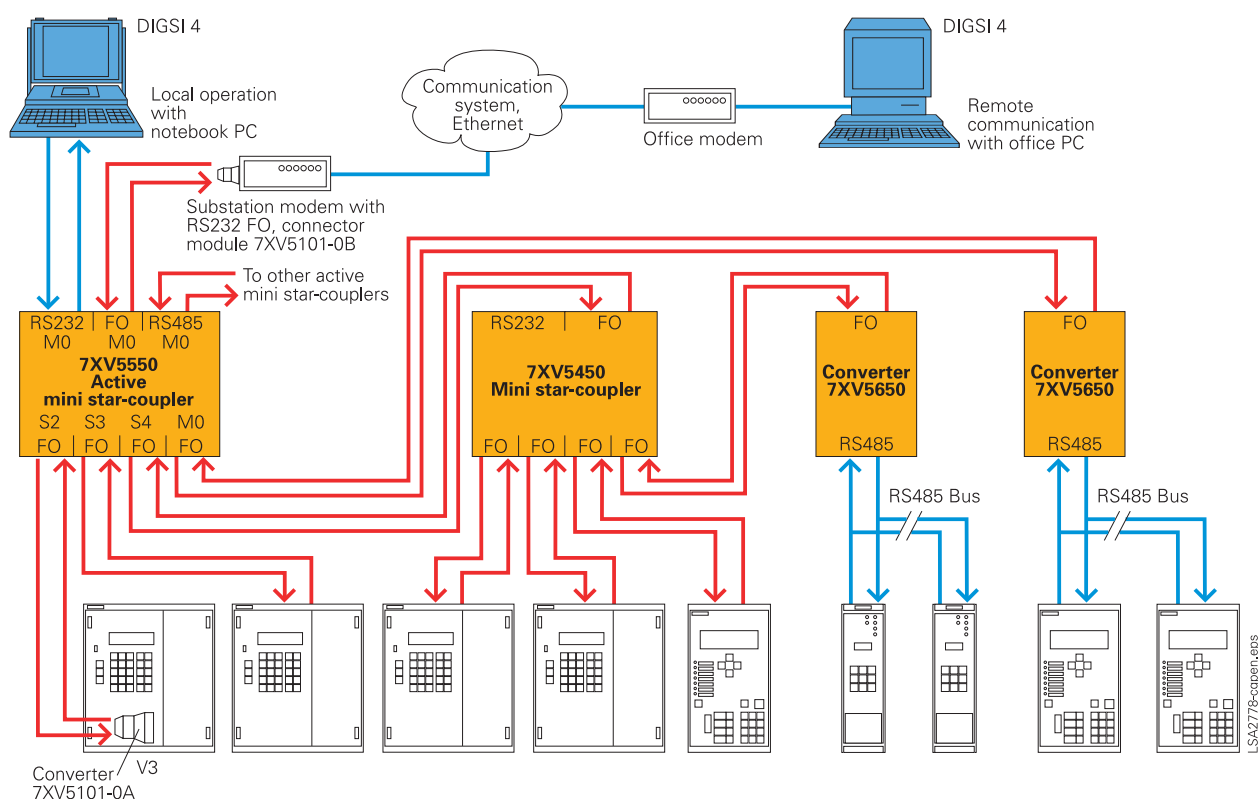 DIGSI 4
Local operation
with
notebook PC
Communication
system,
Ethernet
Office modem
DIGSI 4
Remote
communication
with office PC
Substation modem with
RS232 FO, connector
module 7XV5101-0B
To other active
mini star-couplers
RS232 FO RS485
M0 M0 M0
7XV5550
Active
mini star-coupler
S2 S3 S4 M0
FO FO FO FO
RS232 FO
7XV5450
Mini star-coupler
FO FO FO FO
FO
Converter
7XV5650
RS485
FO
Converter
7XV5650
RS485
RS485 Bus
RS485 Bus
V3
Converter
7XV5101-0A
LSA2778-capen.eps